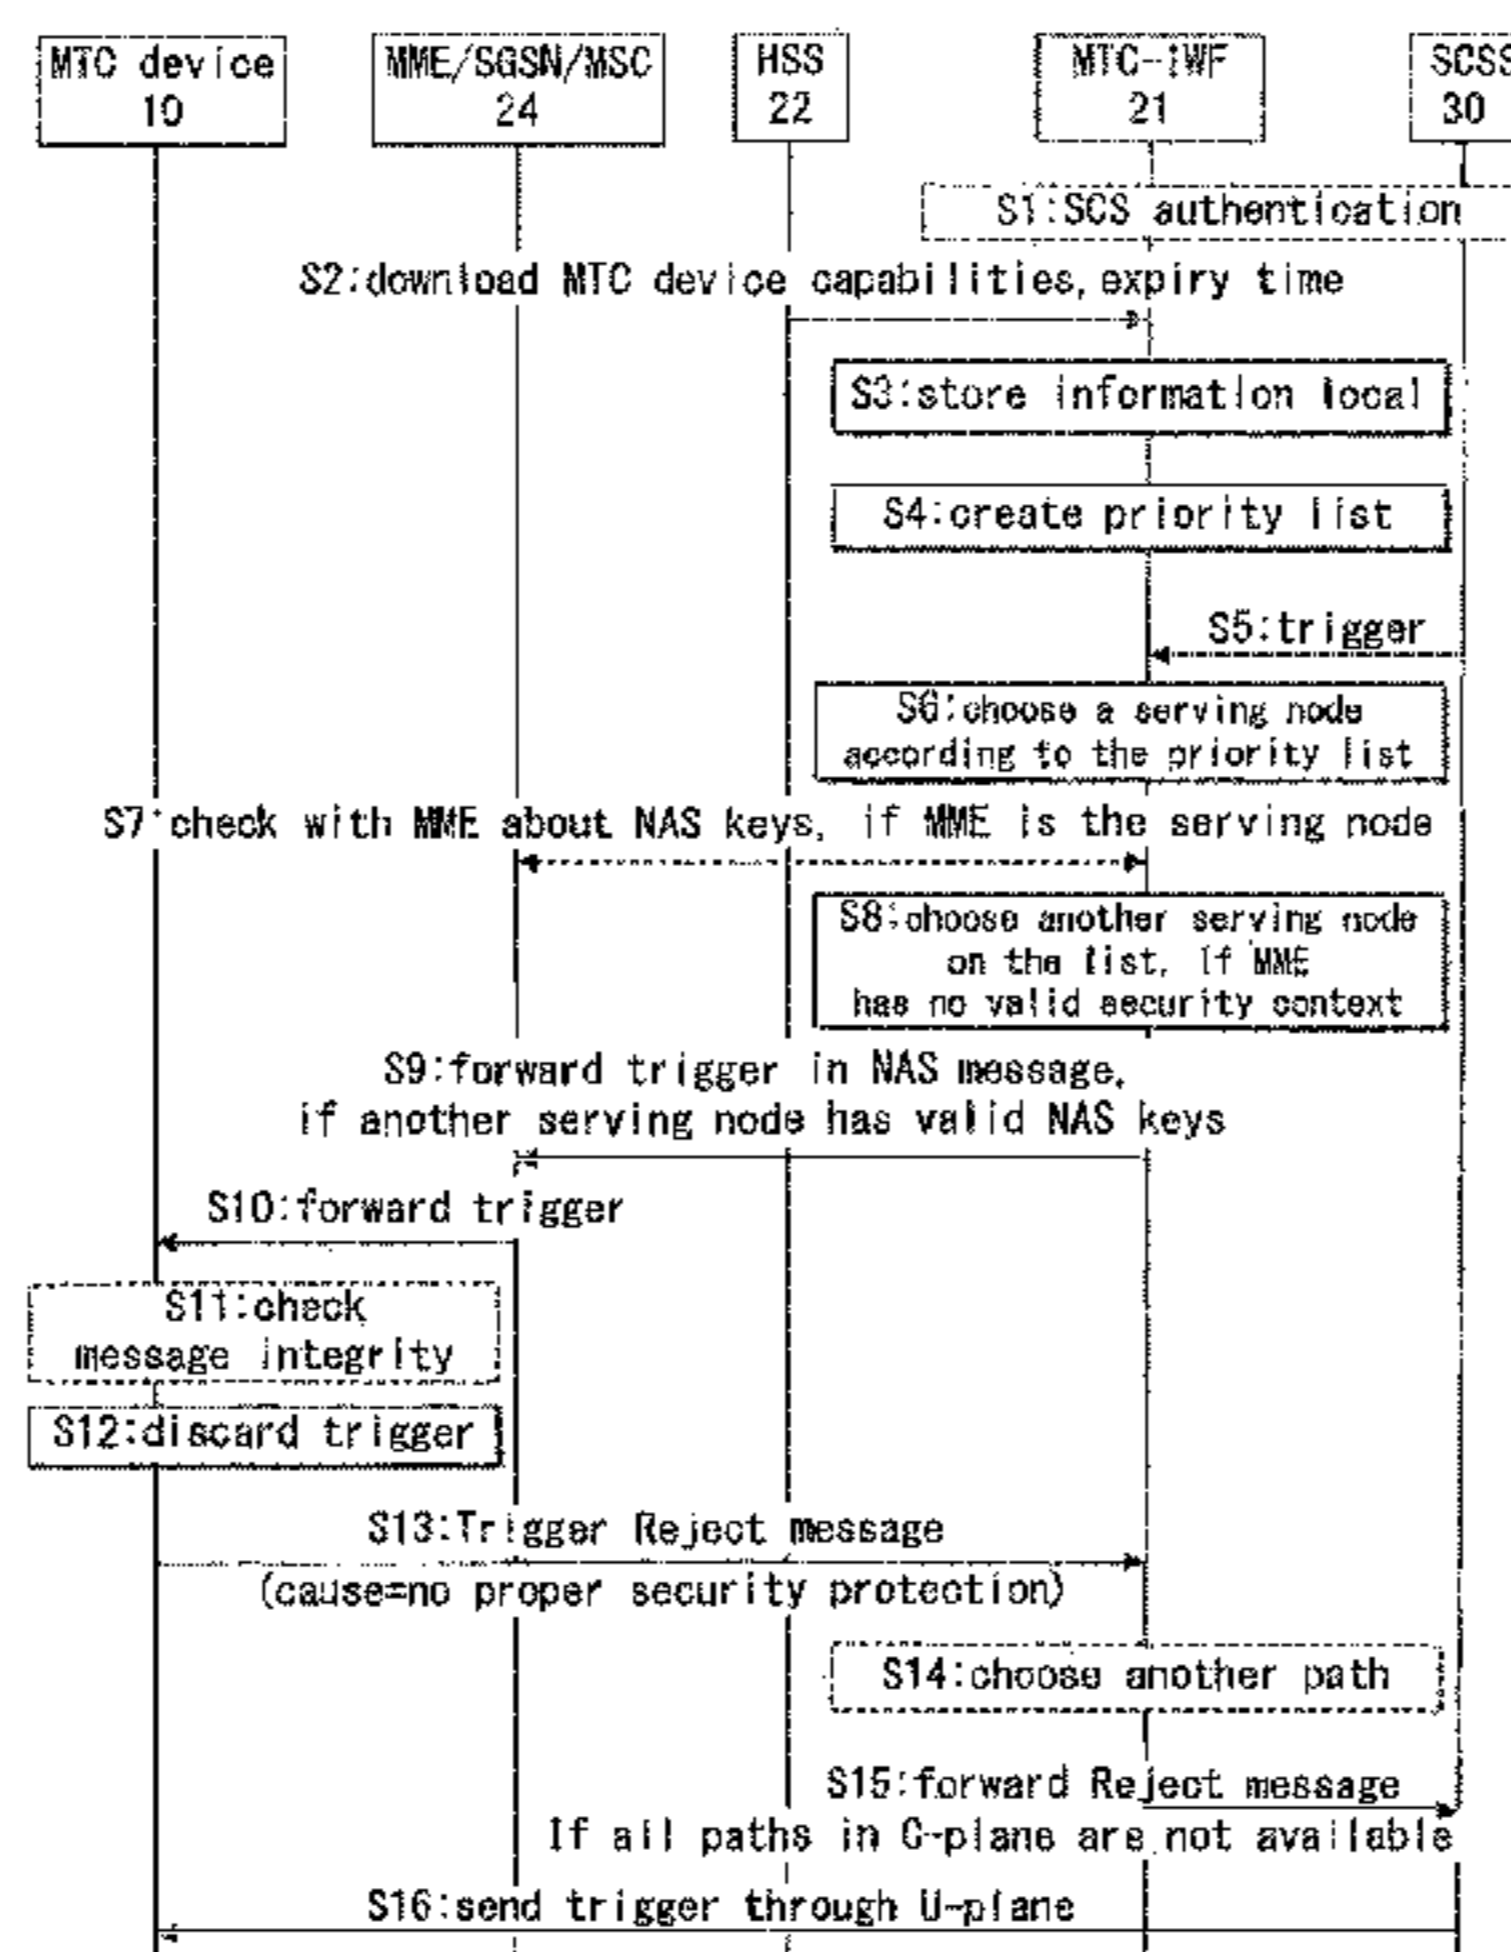 MTC device
10
MME/SGSN/MSC
24
HSS
22
MTC-IWF
21
SCSS
30
S1:SCS authentication
S2:download MTC device capabilities, expiry time
S3:store information local
S4:create priority list
S5:trigger
S6:choose a serving node
according to the priority list
S7:check with MME about NAS keys, if MME is the serving node
S8:choose another serving node
on the list, if MME
has no valid security context
S9:forward trigger in NAS message,
if another serving node has valid NAS keys
S10:forward trigger
S11:check
message integrity
S12:discard trigger
S13:Trigger Reject message
(cause=no proper security protection)
S14:choose another path
S15:forward Reject message
If all paths in C-plane are not available
S16:send trigger through U-plane